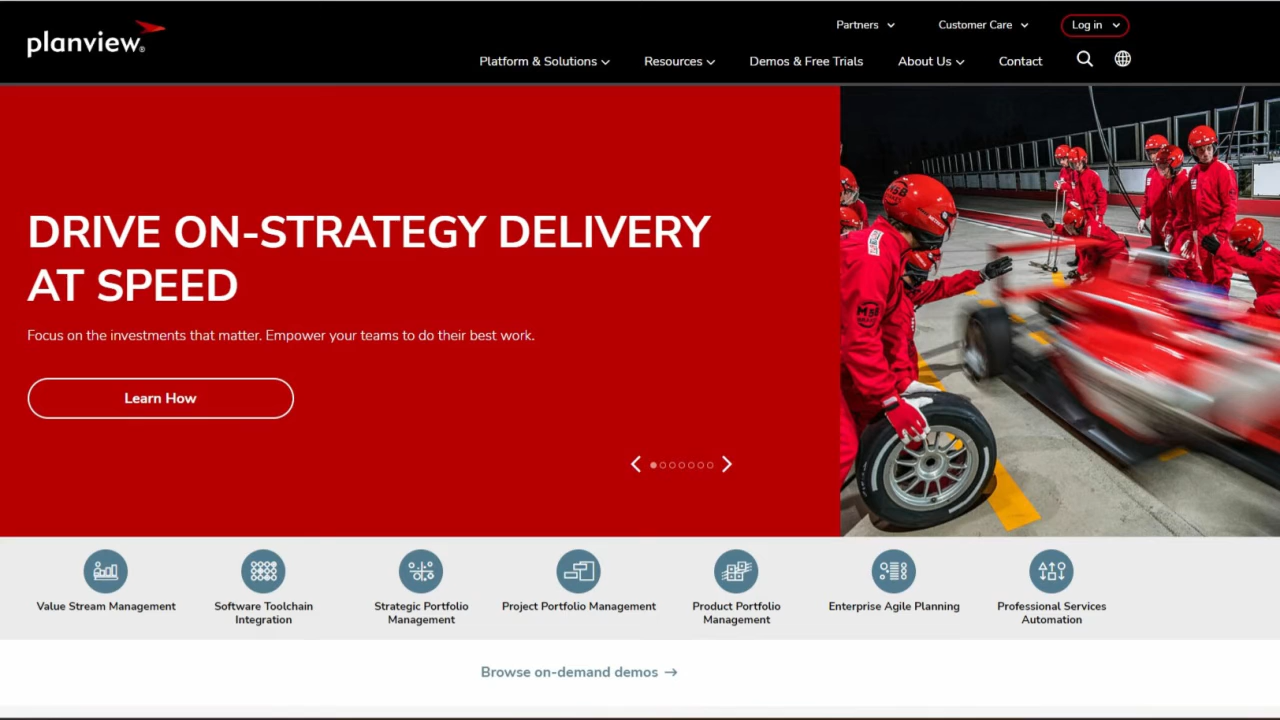 planview®
Partners
Customer Care
Log in
Platform & Solutions
Resources
Demos & Free Trials
About Us
Contact
DRIVE ON-STRATEGY DELIVERY
AT SPEED
Focus on the investments that matter. Empower your teams to do their best work.
Learn How
Value Stream Management
Software Toolchain
Integration
Strategic Portfolio
Management
Project Portfolio Management
Product Portfolio
Management
Enterprise Agile Planning
Professional Services
Automation
Browse on-demand demos →